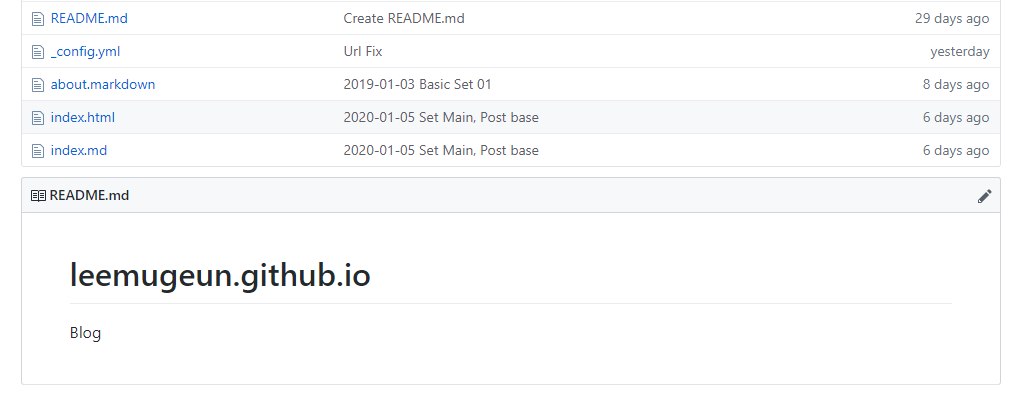 README.md Create README.md 29 days ago
_config.yml Url Fix yesterday
about.markdown 2019-01-03 Basic Set 01 8 days ago
index.html 2020-01-05 Set Main, Post base 6 days ago
index.md 2020-01-05 Set Main, Post base 6 days ago
README.md
leemugeun.github.io
Blog